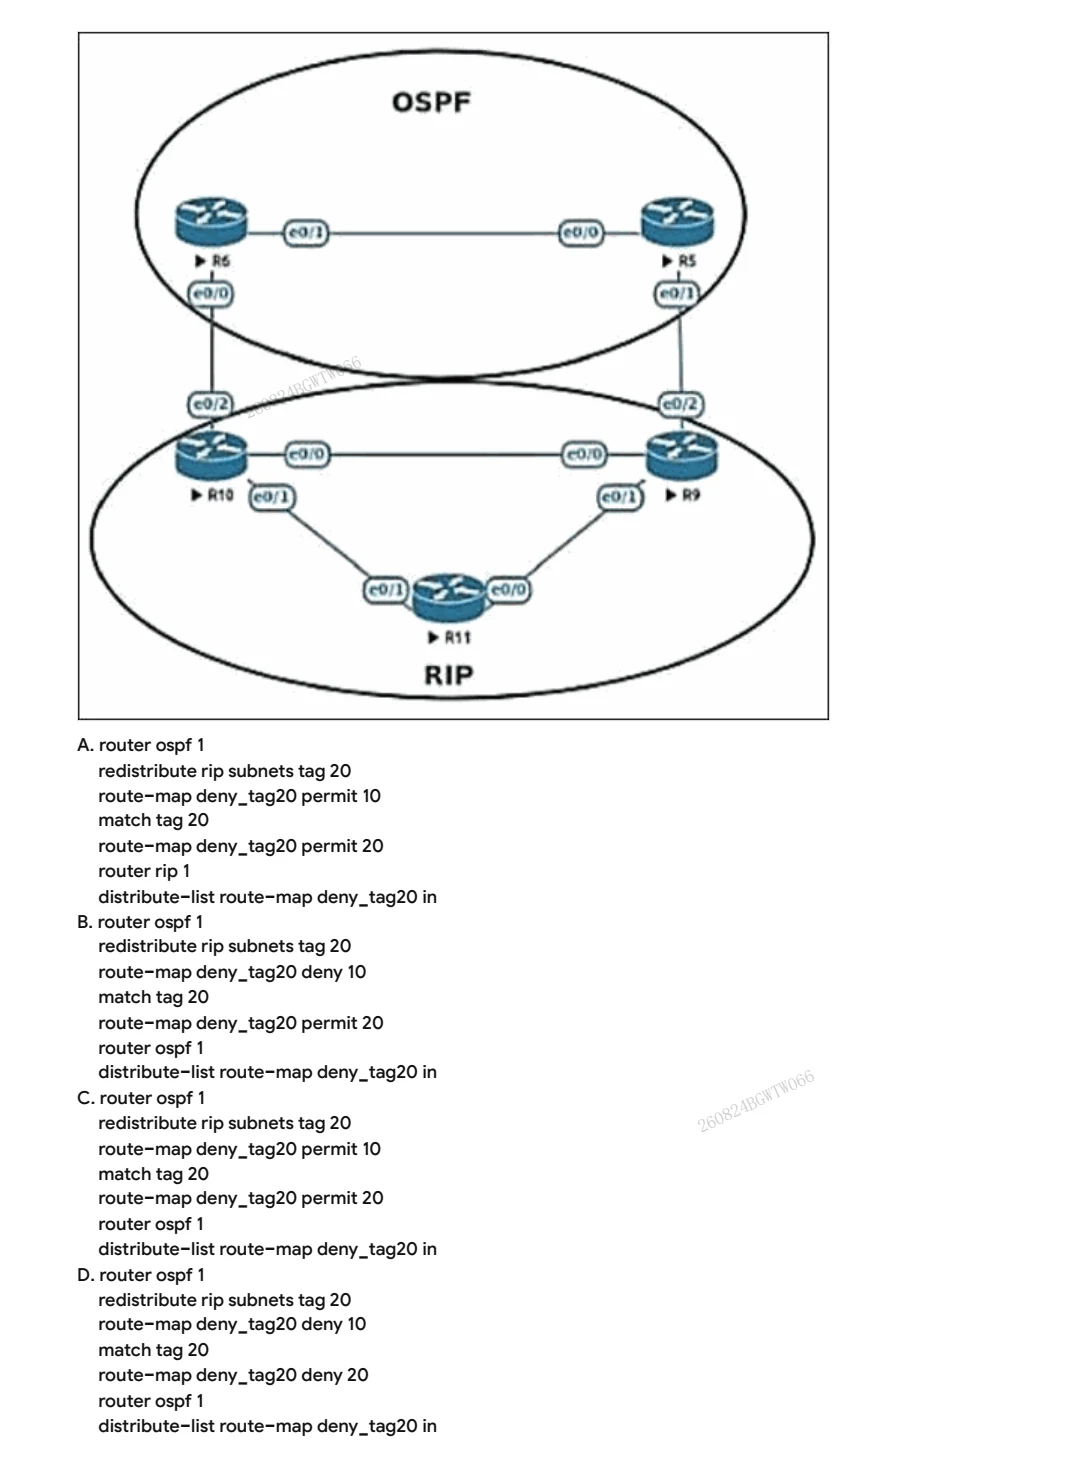 OSPF
e0/1
e0/0
R6
R5
e0/0
e0/1
260824BGWTW066
e0/2
e0/2
e0/0
e0/0
R10
e0/1
e0/1
R9
e0/1
e0/0
R11
RIP
A. router ospf 1
redistribute rip subnets tag 20
route-map deny_tag20 permit 10
match tag 20
route-map deny_tag20 permit 20
router rip 1
distribute-list route-map deny_tag20 in
B. router ospf 1
redistribute rip subnets tag 20
route-map deny_tag20 deny 10
match tag 20
route-map deny_tag20 permit 20
router ospf 1
distribute-list route-map deny_tag20 in
260824BGWTW066
C. router ospf 1
redistribute rip subnets tag 20
route-map deny_tag20 permit 10
match tag 20
route-map deny_tag20 permit 20
router ospf 1
distribute-list route-map deny_tag20 in
D. router ospf 1
redistribute rip subnets tag 20
route-map deny_tag20 deny 10
match tag 20
route-map deny_tag20 deny 20
router ospf 1
distribute-list route-map deny_tag20 in